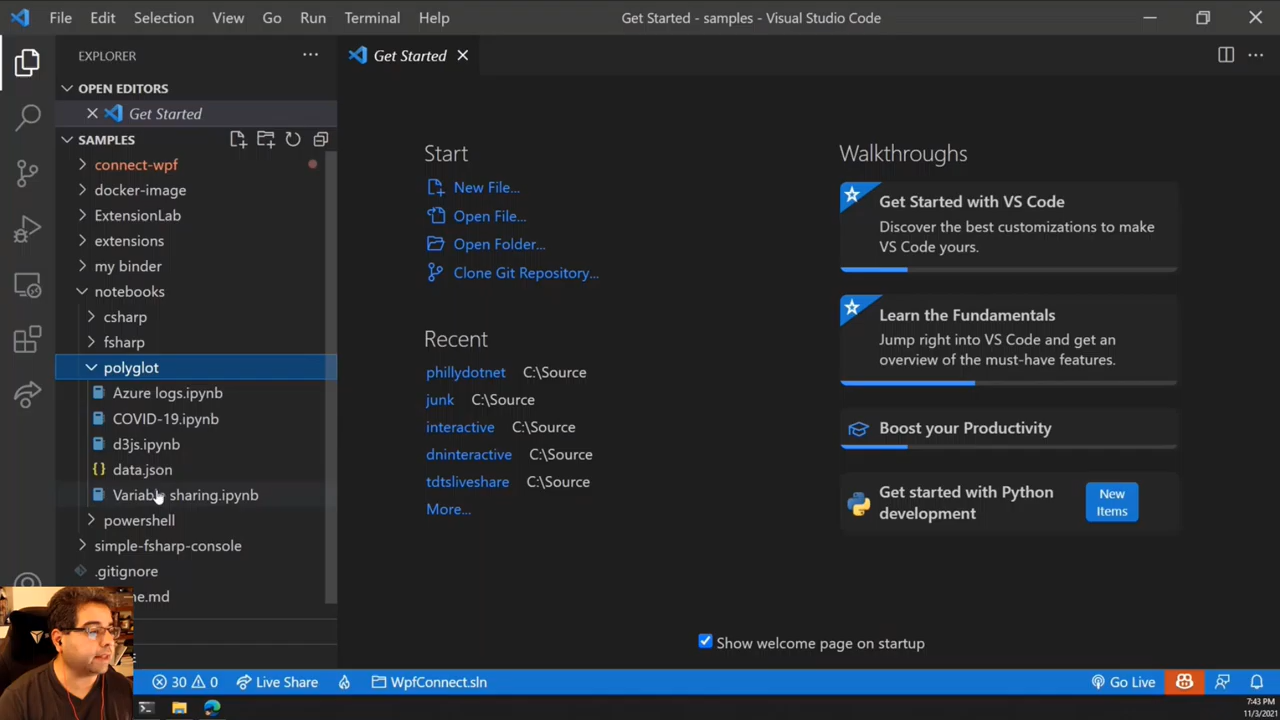 File Edit Selection View Go Run Terminal Help
Get Started - samples - Visual Studio Code
EXPLORER
OPEN EDITORS
Get Started
SAMPLES
connect-wpf
docker-image
ExtensionLab
extensions
my binder
notebooks
csharp
fsharp
polyglot
Azure logs.ipynb
COVID-19.ipynb
d3js.ipynb
{} data.json
Variable sharing.ipynb
powershell
simple-fsharp-console
.gitignore
me.md
Get Started
Start
New File...
Open File...
Open Folder...
Clone Git Repository...
Recent
phillydotnet C:\Source
junk C:\Source
interactive C:\Source
dninteractive C:\Source
tdtsliveshare C:\Source
More...
Walkthroughs
Get Started with VS Code
Discover the best customizations to make
VS Code yours.
Learn the Fundamentals
Jump right into VS Code and get an
overview of the must-have features.
Boost your Productivity
Get started with Python
development
New
Items
Show welcome page on startup
30 0 Live Share WpfConnect.sln
Go Live
7:43 PM
11/3/2021